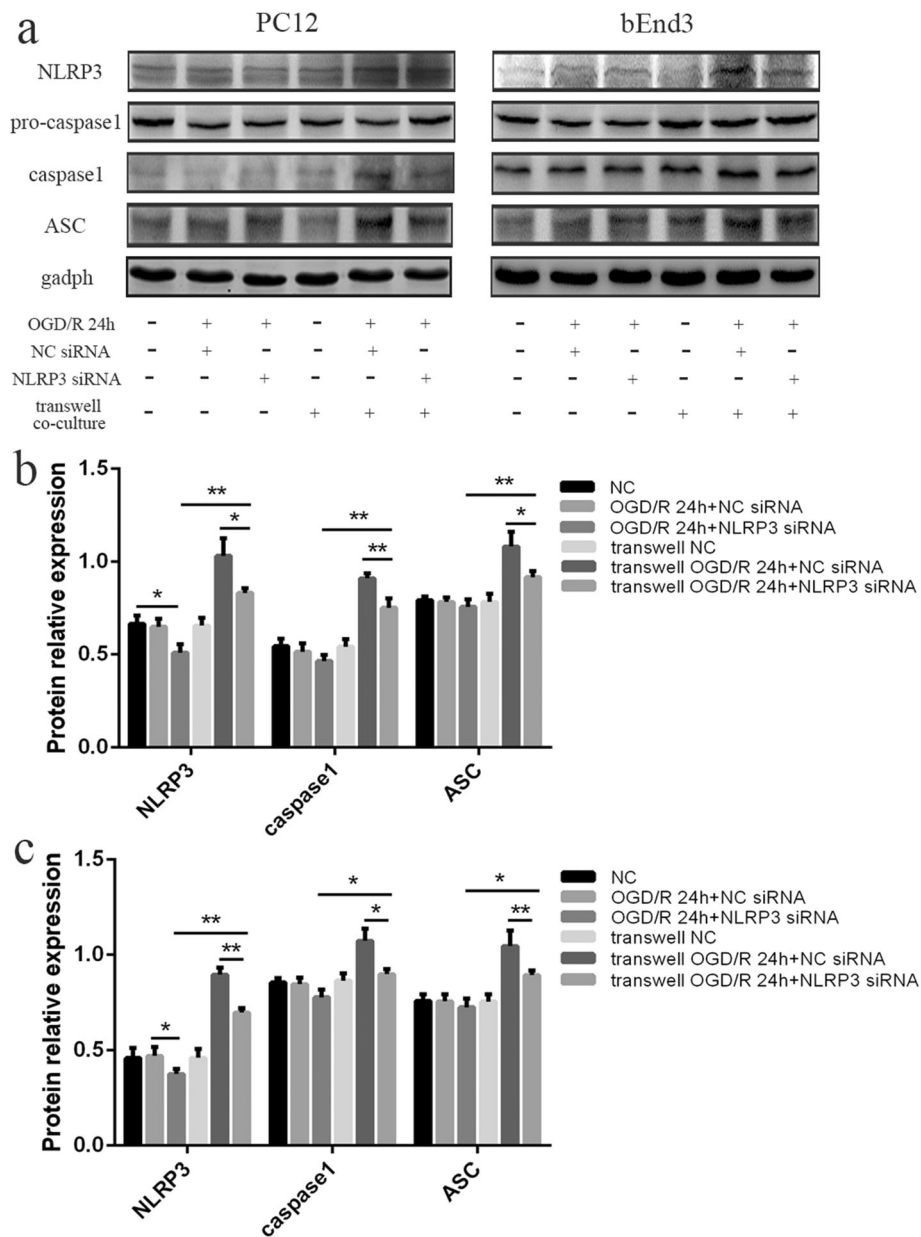 a
PC12 bEnd3
NLRP3
pro-caspase1
caspase1
ASC
gadph
OGD/R 24h - + + - + + - + + - + +
NC siRNA - + - - + - - + - - + -
NLRP3 siRNA - - + - - + - - + - - +
transwell
co-culture - - - + + + - - - + + +
b
Protein relative expression
1.5
1.0
0.5
0.0
* ** * ** ** ** *
NLRP3 caspase1 ASC
NC
OGD/R 24h+NC siRNA
OGD/R 24h+NLRP3 siRNA
transwell NC
transwell OGD/R 24h+NC siRNA
transwell OGD/R 24h+NLRP3 siRNA
c
Protein relative expression
1.5
1.0
0.5
0.0
* ** ** * * * **
NLRP3 caspase1 ASC
NC
OGD/R 24h+NC siRNA
OGD/R 24h+NLRP3 siRNA
transwell NC
transwell OGD/R 24h+NC siRNA
transwell OGD/R 24h+NLRP3 siRNA